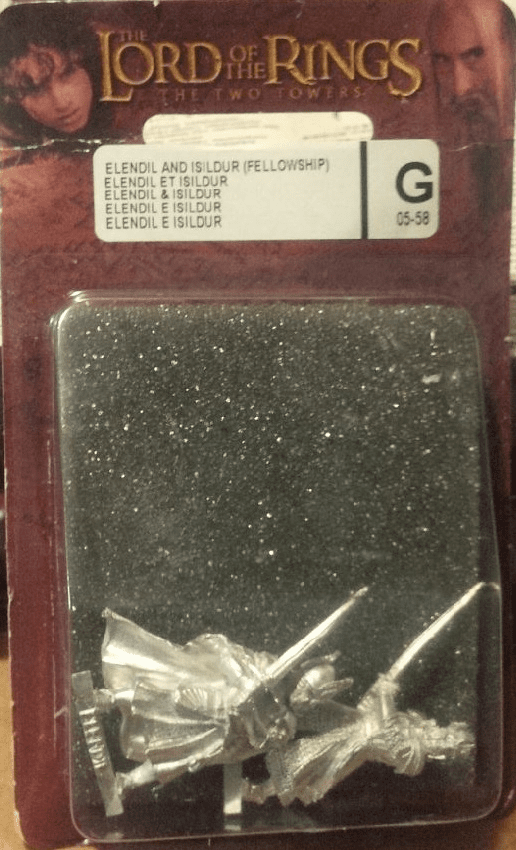 THE
LORD OF THE RINGS
THE TWO TOWERS
ELENDIL AND ISILDUR (FELLOWSHIP)
ELENDIL ET ISILDUR
ELENDIL & ISILDUR
ELENDIL E ISILDUR
ELENDIL E ISILDUR
G
05-58